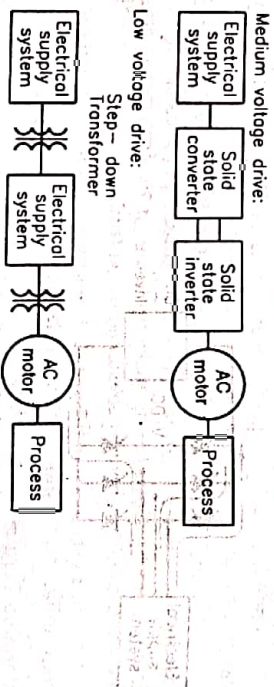 Medium voltage drive:
Electrical
supply
system
Solid
state
converter
Solid
state
inverter
AC
motor
Process
Low voltage drive:
Step- down
Transformer
Electrical
supply
system
Electrical
supply
system
AC
motor
Process